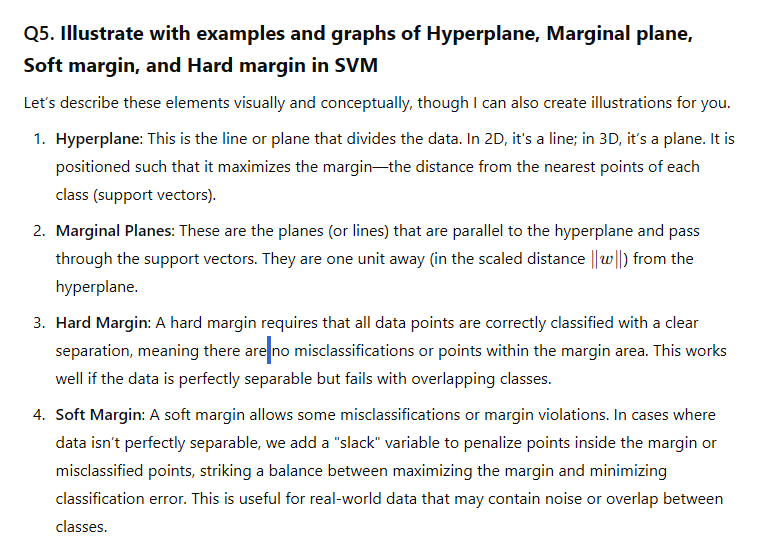 Q5. Illustrate with examples and graphs of Hyperplane, Marginal plane,
Soft margin, and Hard margin in SVM
Let's describe these elements visually and conceptually, though I can also create illustrations for you.
1. Hyperplane: This is the line or plane that divides the data. In 2D, it's a line; in 3D, it's a plane. It is
positioned such that it maximizes the margin—the distance from the nearest points of each
class (support vectors).
2. Marginal Planes: These are the planes (or lines) that are parallel to the hyperplane and pass
through the support vectors. They are one unit away (in the scaled distance ||w||) from the
hyperplane.
3. Hard Margin: A hard margin requires that all data points are correctly classified with a clear
separation, meaning there are no misclassifications or points within the margin area. This works
well if the data is perfectly separable but fails with overlapping classes.
4. Soft Margin: A soft margin allows some misclassifications or margin violations. In cases where
data isn't perfectly separable, we add a "slack" variable to penalize points inside the margin or
misclassified points, striking a balance between maximizing the margin and minimizing
classification error. This is useful for real-world data that may contain noise or overlap between
classes.